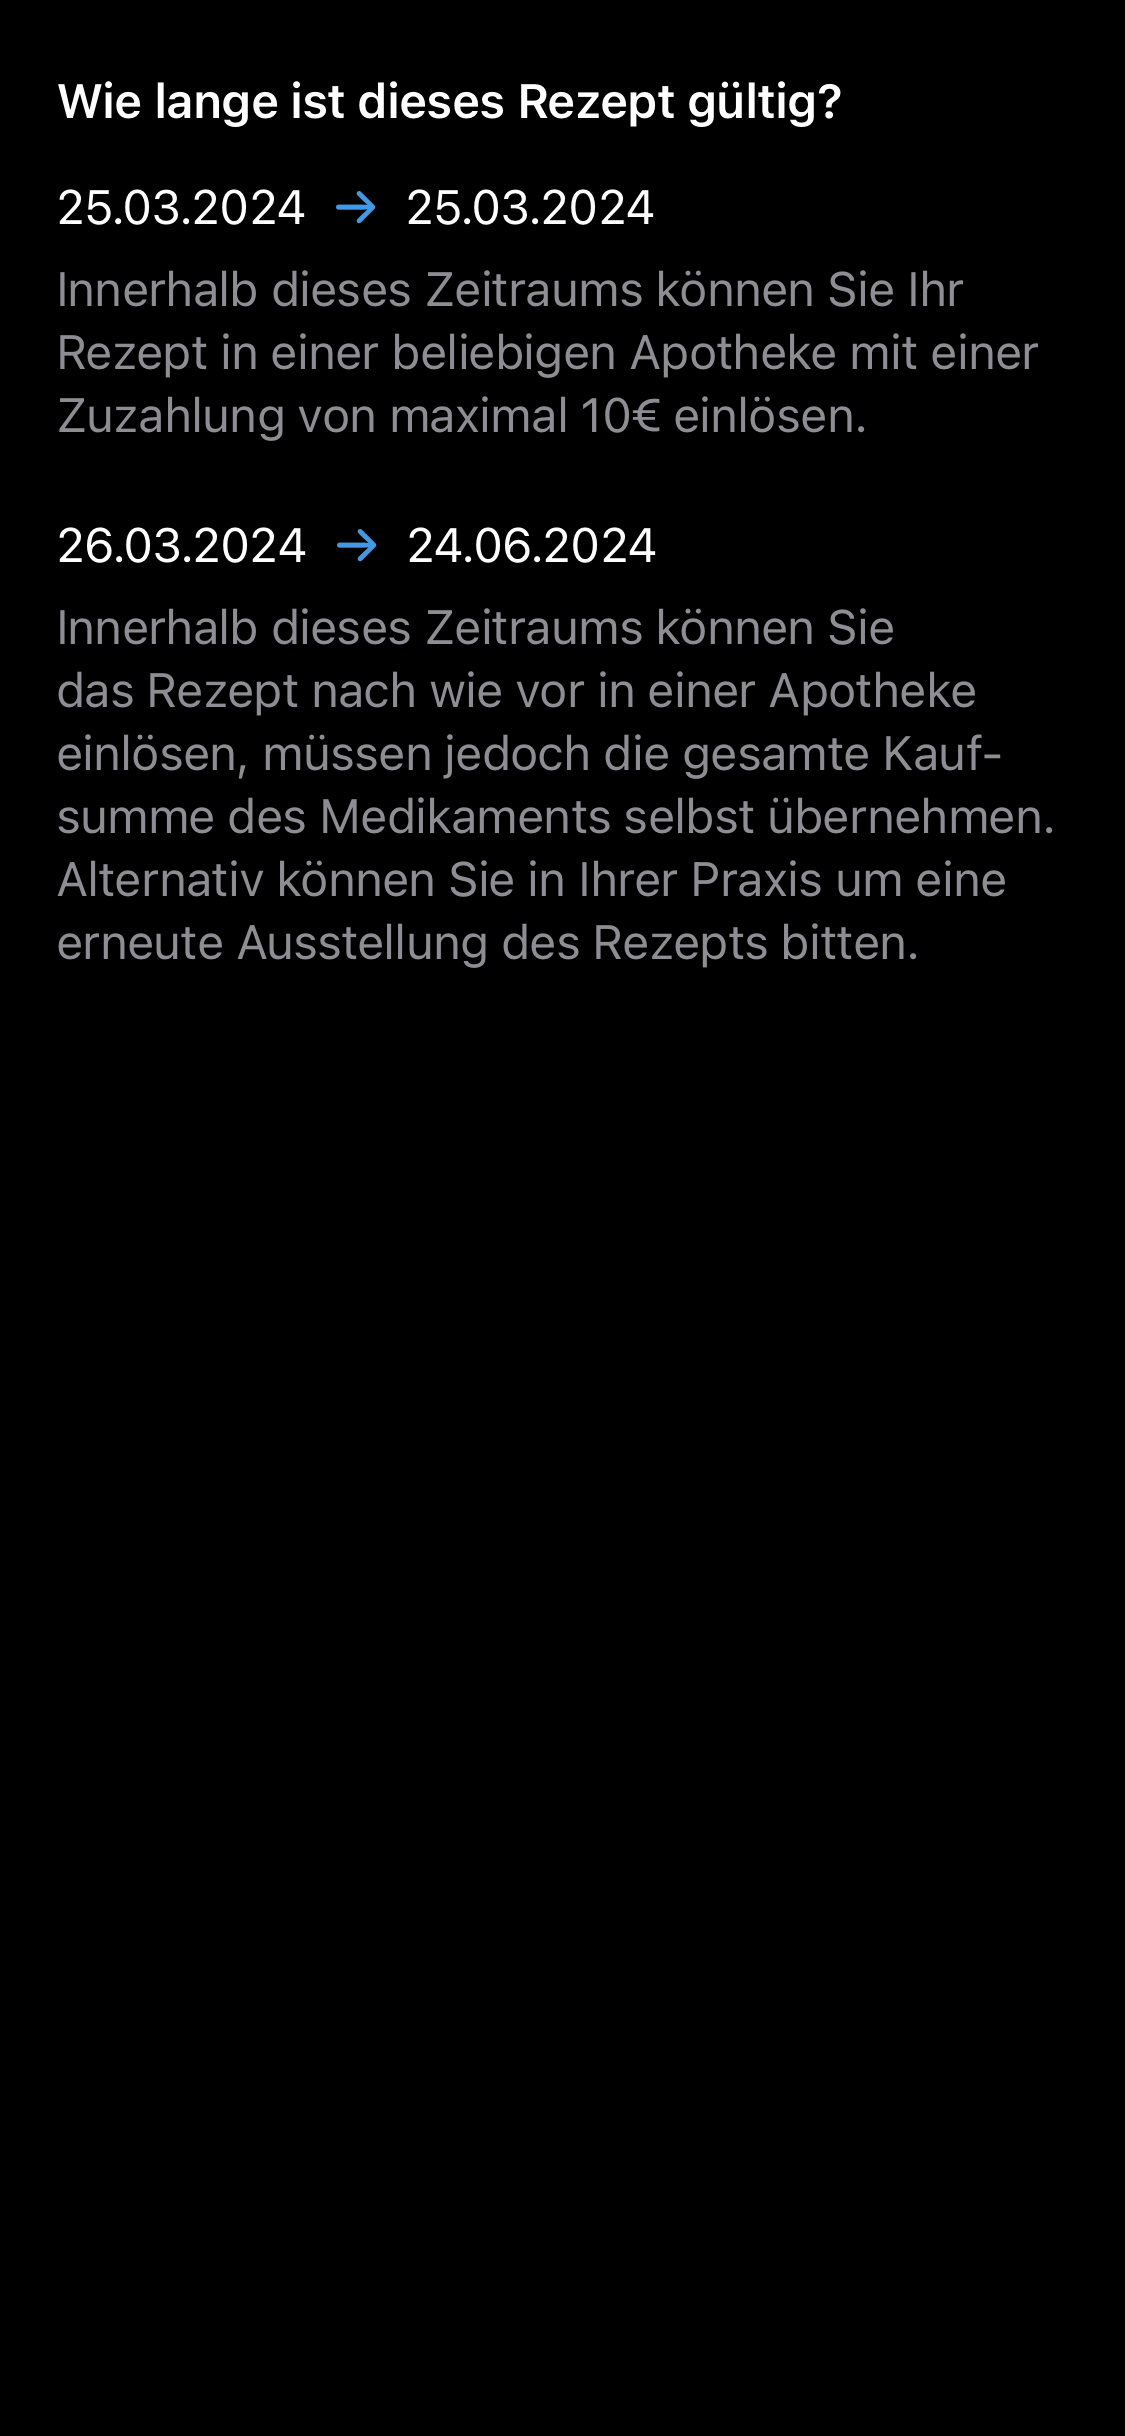 Wie lange ist dieses Rezept gültig?
25.03.2024 → 25.03.2024
Innerhalb dieses Zeitraums können Sie Ihr
Rezept in einer beliebigen Apotheke mit einer
Zuzahlung von maximal 10€ einlösen.
26.03.2024 → 24.06.2024
Innerhalb dieses Zeitraums können Sie
das Rezept nach wie vor in einer Apotheke
einlösen, müssen jedoch die gesamte Kauf-
summe des Medikaments selbst übernehmen.
Alternativ können Sie in Ihrer Praxis um eine
erneute Ausstellung des Rezepts bitten.